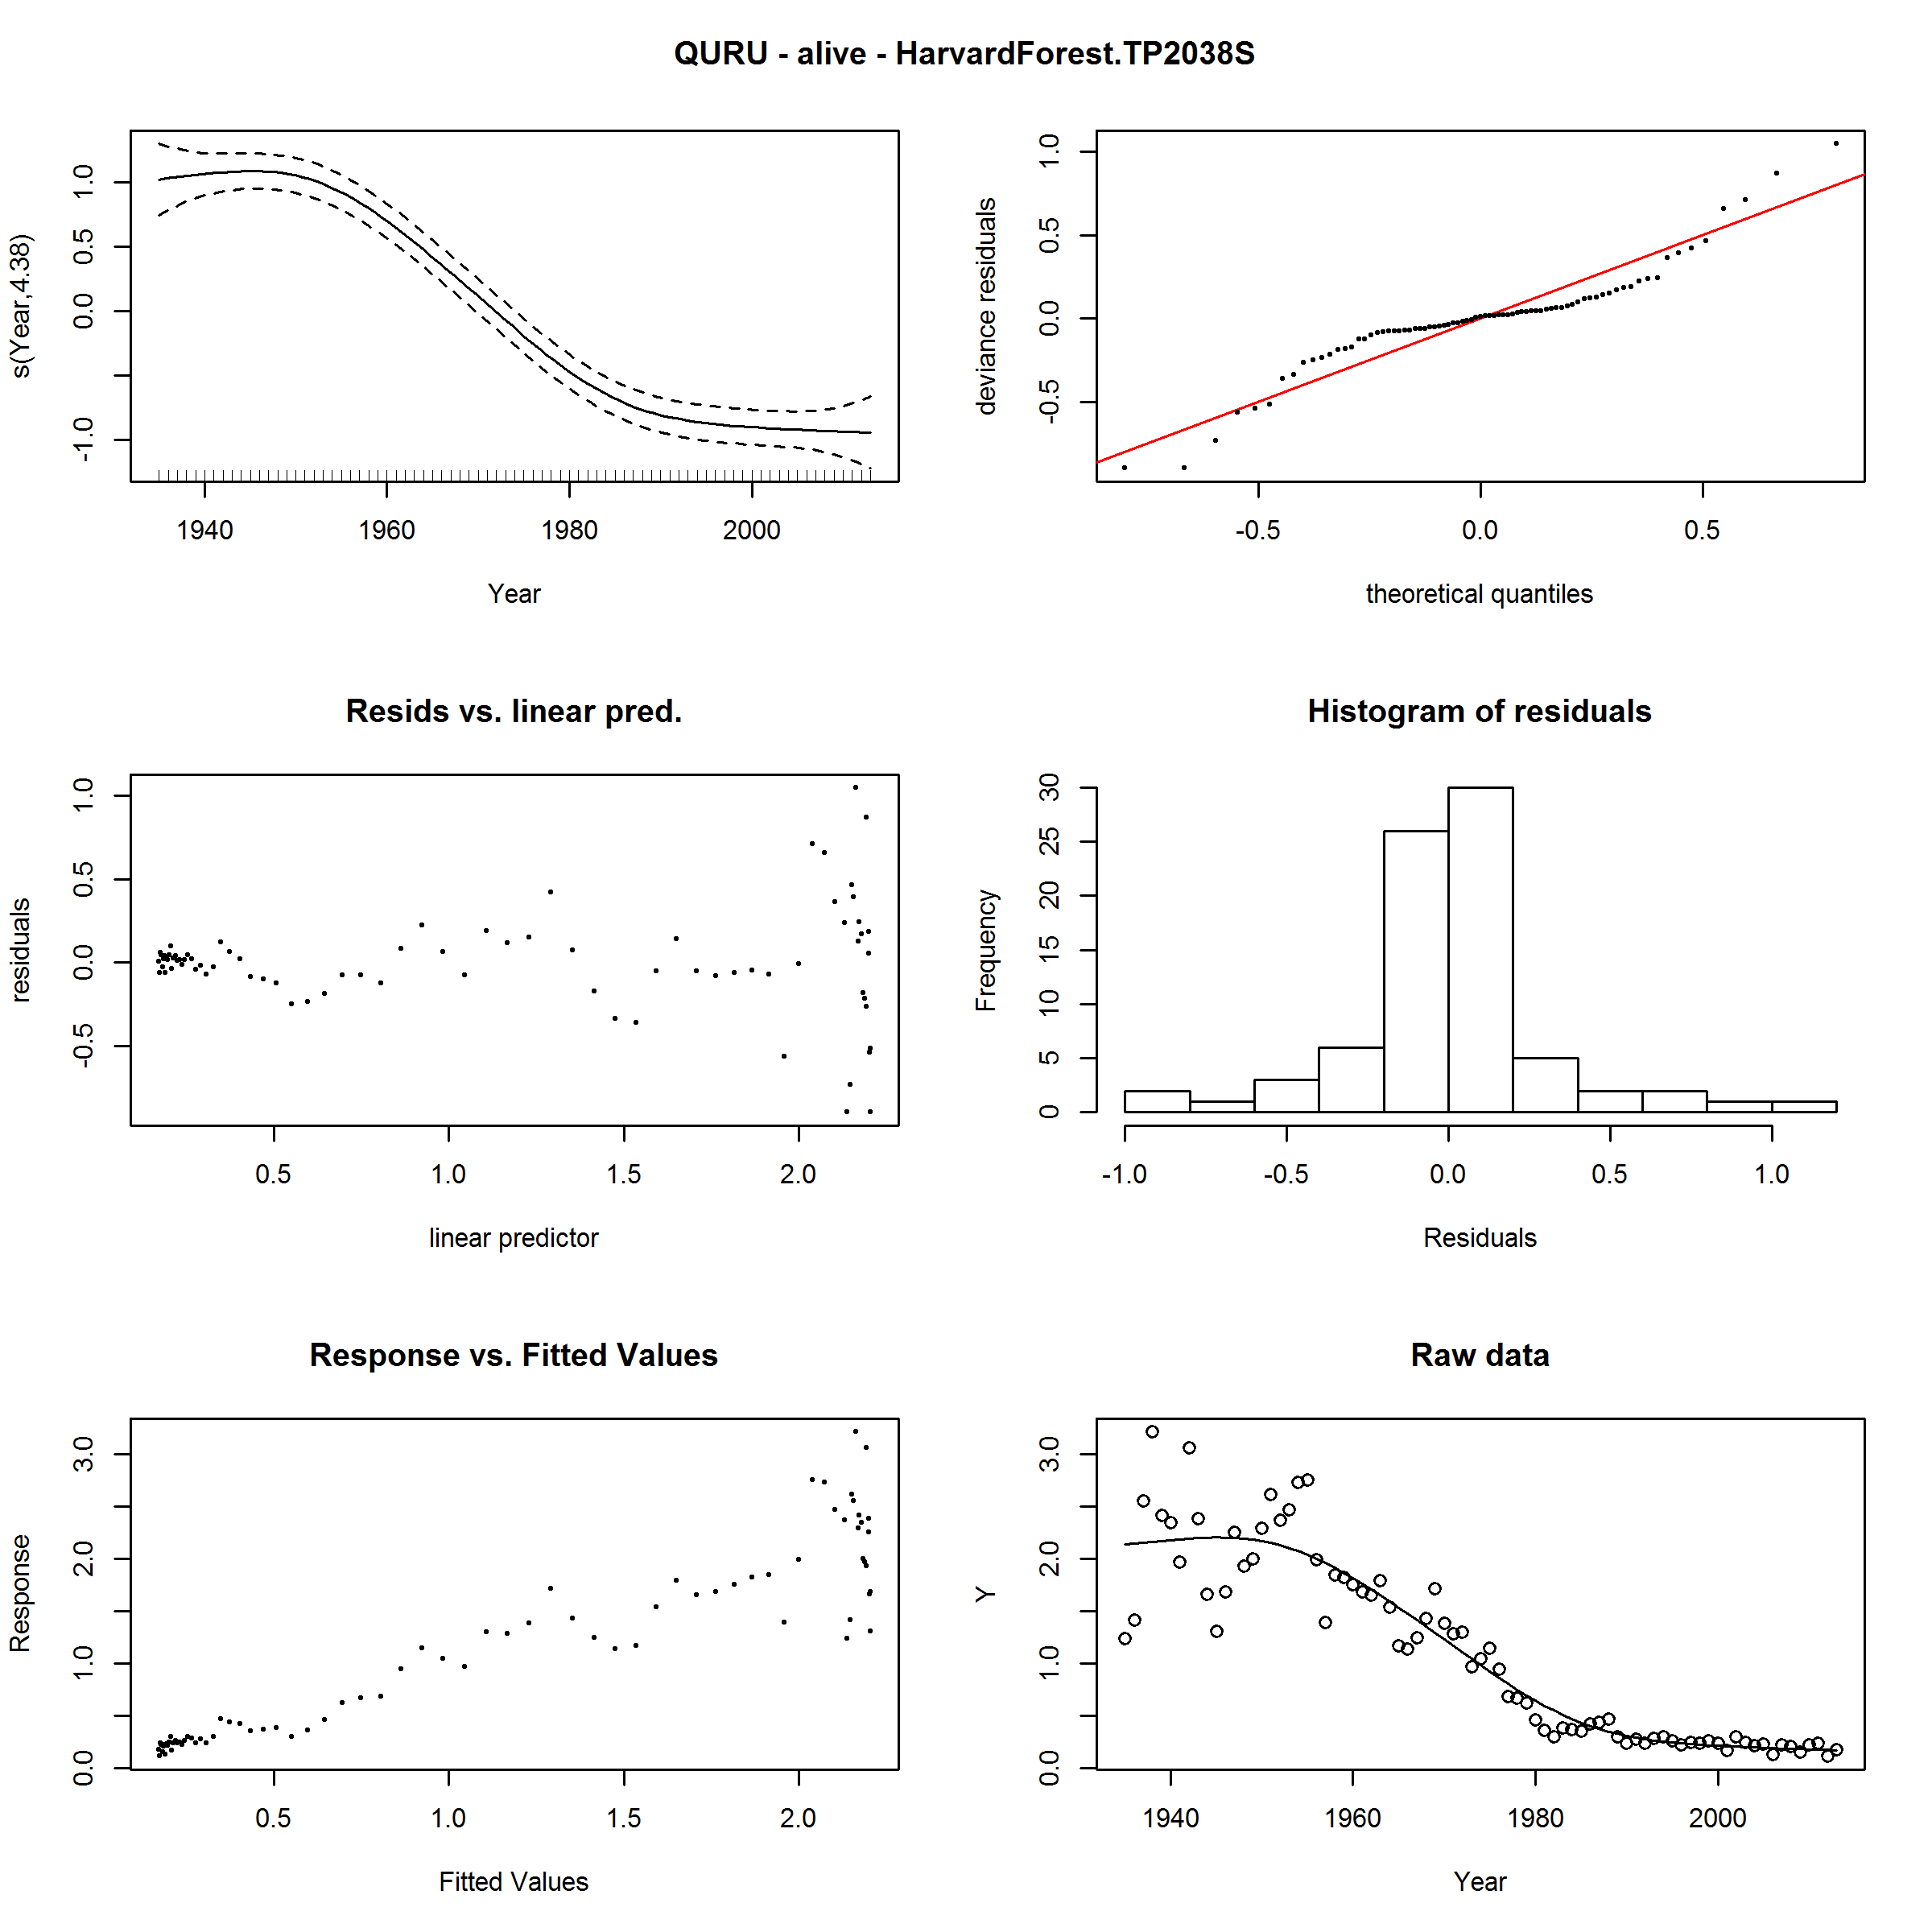 QURU - alive - HarvardForest.TP2038S
s(Year,4.38)
1.0
0.5
0.0
-1.0
1940 1960 1980 2000
Year
deviance residuals
1.0
0.5
0.0
-0.5
-0.5 0.0 0.5
theoretical quantiles
Resids vs. linear pred.
residuals
1.0
0.5
0.0
-0.5
0.5 1.0 1.5 2.0
linear predictor
Histogram of residuals
Frequency
30
25
20
15
10
5
0
-1.0 -0.5 0.0 0.5 1.0
Residuals
Response vs. Fitted Values
Response
3.0
2.0
1.0
0.0
0.5 1.0 1.5 2.0
Fitted Values
Raw data
Y
3.0
2.0
1.0
0.0
1940 1960 1980 2000
Year